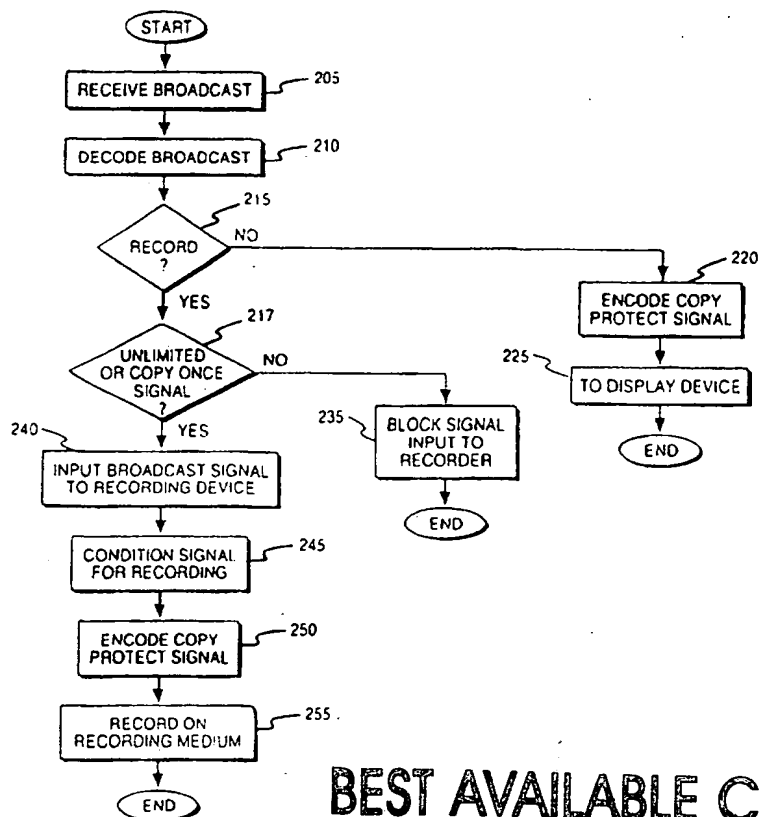 START
RECEIVE BROADCAST
205
DECODE BROADCAST
210
215
RECORD
?
NO
YES
220
ENCODE COPY
PROTECT SIGNAL
225
TO DISPLAY DEVICE
END
217
UNLIMITED
OR COPY ONCE
SIGNAL
?
NO
YES
235
BLOCK SIGNAL
INPUT TO
RECORDER
END
240
INPUT BROADCAST SIGNAL
TO RECORDING DEVICE
CONDITION SIGNAL
FOR RECORDING
245
ENCODE COPY
PROTECT SIGNAL
250
RECORD ON
RECORDING MEDIUM
255
END
BEST AVAILABLE C